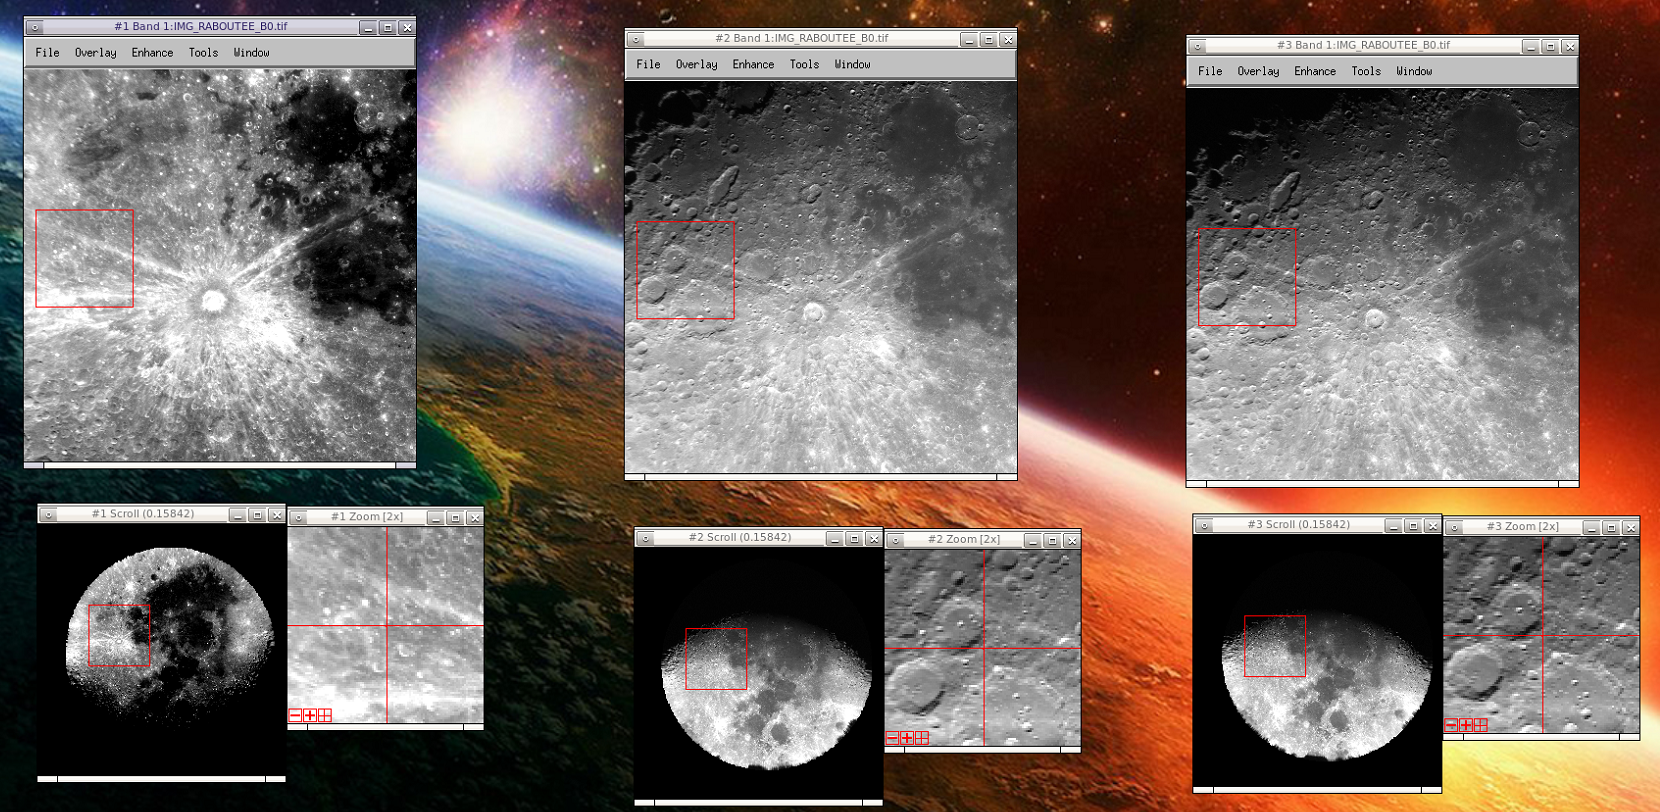 #1 Band 1:IMG_RABOUTEE_B0.tif
File Overlay Enhance Tools Window
#2 Band 1:IMG_RABOUTEE_B0.tif
File Overlay Enhance Tools Window
#3 Band 1:IMG_RABOUTEE_B0.tif
File Overlay Enhance Tools Window
#1 Scroll (0.15842)
#1 Zoom [2x]
#2 Scroll (0.15842)
#2 Zoom [2x]
#3 Scroll (0.15842)
#3 Zoom [2x]